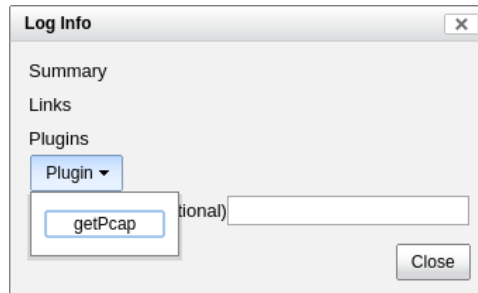 Log Info
Summary
Links
Plugins
Plugin
getPcap
tional)
Close